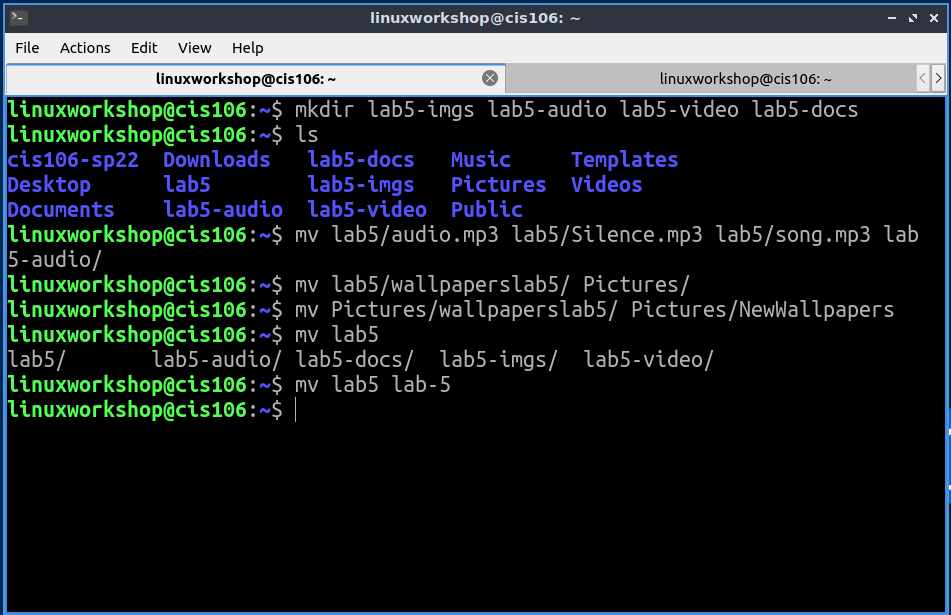 linuxworkshop@cis106: ~
File Actions Edit View Help
linuxworkshop@cis106: ~ linuxworkshop@cis106: ~
linuxworkshop@cis106:~$ mkdir lab5-imgs lab5-audio lab5-video lab5-docs
linuxworkshop@cis106:~$ ls
cis106-sp22  Downloads   lab5-docs   Music     Templates
Desktop      lab5        lab5-imgs   Pictures  Videos
Documents    lab5-audio  lab5-video  Public
linuxworkshop@cis106:~$ mv lab5/audio.mp3 lab5/Silence.mp3 lab5/song.mp3 lab
5-audio/
linuxworkshop@cis106:~$ mv lab5/wallpaperslab5/ Pictures/
linuxworkshop@cis106:~$ mv Pictures/wallpaperslab5/ Pictures/NewWallpapers
linuxworkshop@cis106:~$ mv lab5
lab5/       lab5-audio/ lab5-docs/  lab5-imgs/  lab5-video/
linuxworkshop@cis106:~$ mv lab5 lab-5
linuxworkshop@cis106:~$